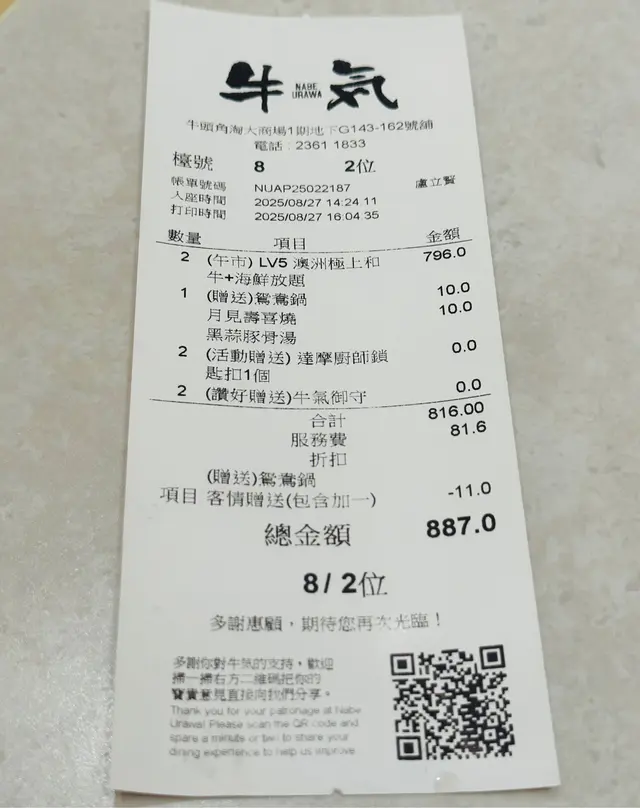 牛気
NABE
URAWA
牛頭角淘大商場1期地下G143-162號舖
電話：2361 1833
檯號 8 2位
帳單號碼 NUAP25022187 盧立賢
入座時間 2025/08/27 14:24.11
打印時間 2025/08/27 16:04.35
數量 項目 金額
2 (午市) LV5 澳洲極上和 796.0
牛+海鮮放題
1 (贈送)鴛鴦鍋 10.0
月見壽喜燒 10.0
黑蒜豚骨湯
2 (活動贈送) 達摩厨師鎖 0.0
匙扣1個
2 (讚好贈送)牛氣御守 0.0
合計 816.00
服務費 81.6
折扣
(贈送)鴛鴦鍋
項目 客情贈送(包含加一) -11.0
總金額 887.0
8 / 2位
多謝惠顧，期待您再次光臨！
多謝你對牛氣的支持，歡迎
掃一掃右方二維碼把你的
寶貴意見直接向我們分享。
Thank you for your patronage at Nabe
Urawa! Please scan the QR code and
spare a minute or two to share your
dining experience to help us improve